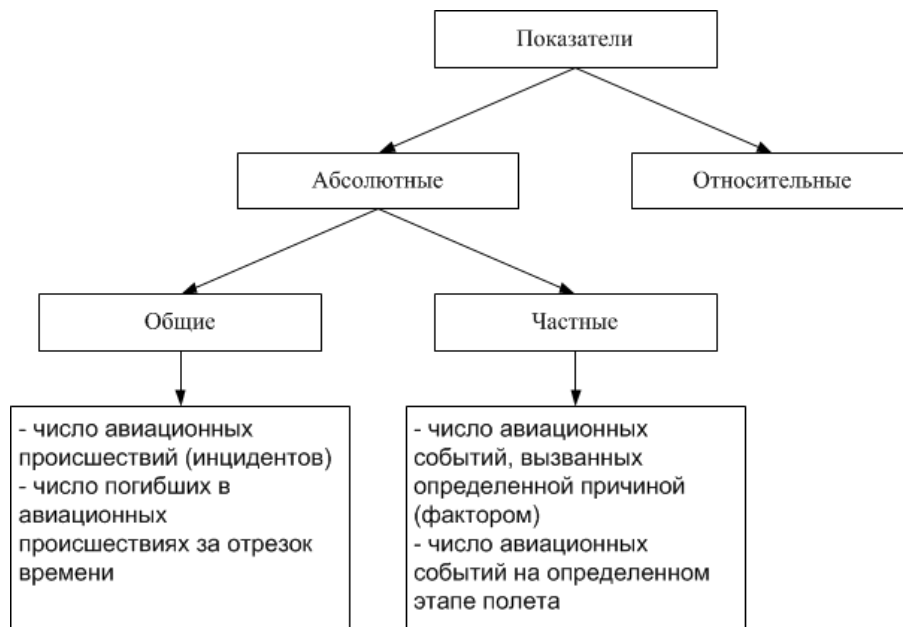 Показатели
Абсолютные
Относительные
Общие
Частные
- число авиационных
происшествий (инцидентов)
- число погибших в
авиационных
происшествиях за отрезок
времени
- число авиационных
событий, вызванных
определенной причиной
(фактором)
- число авиационных
событий на определенном
этапе полета